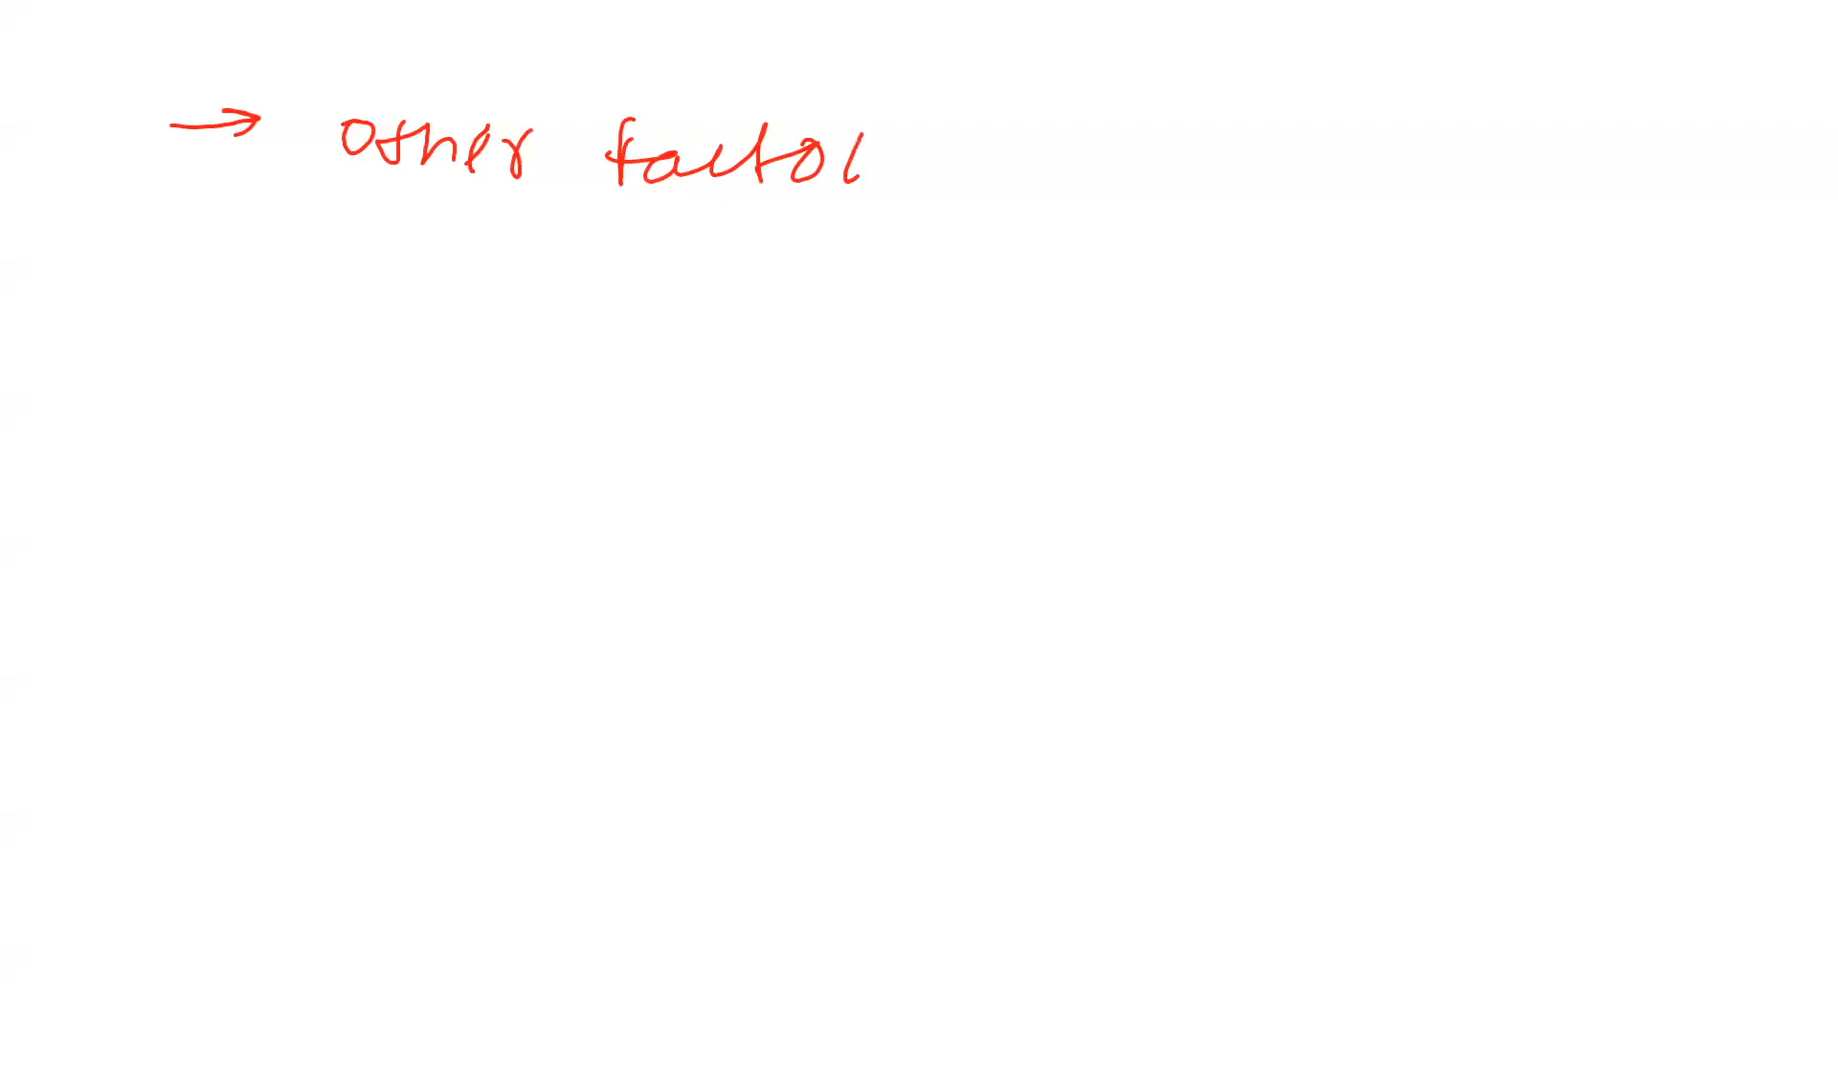 → Other factor